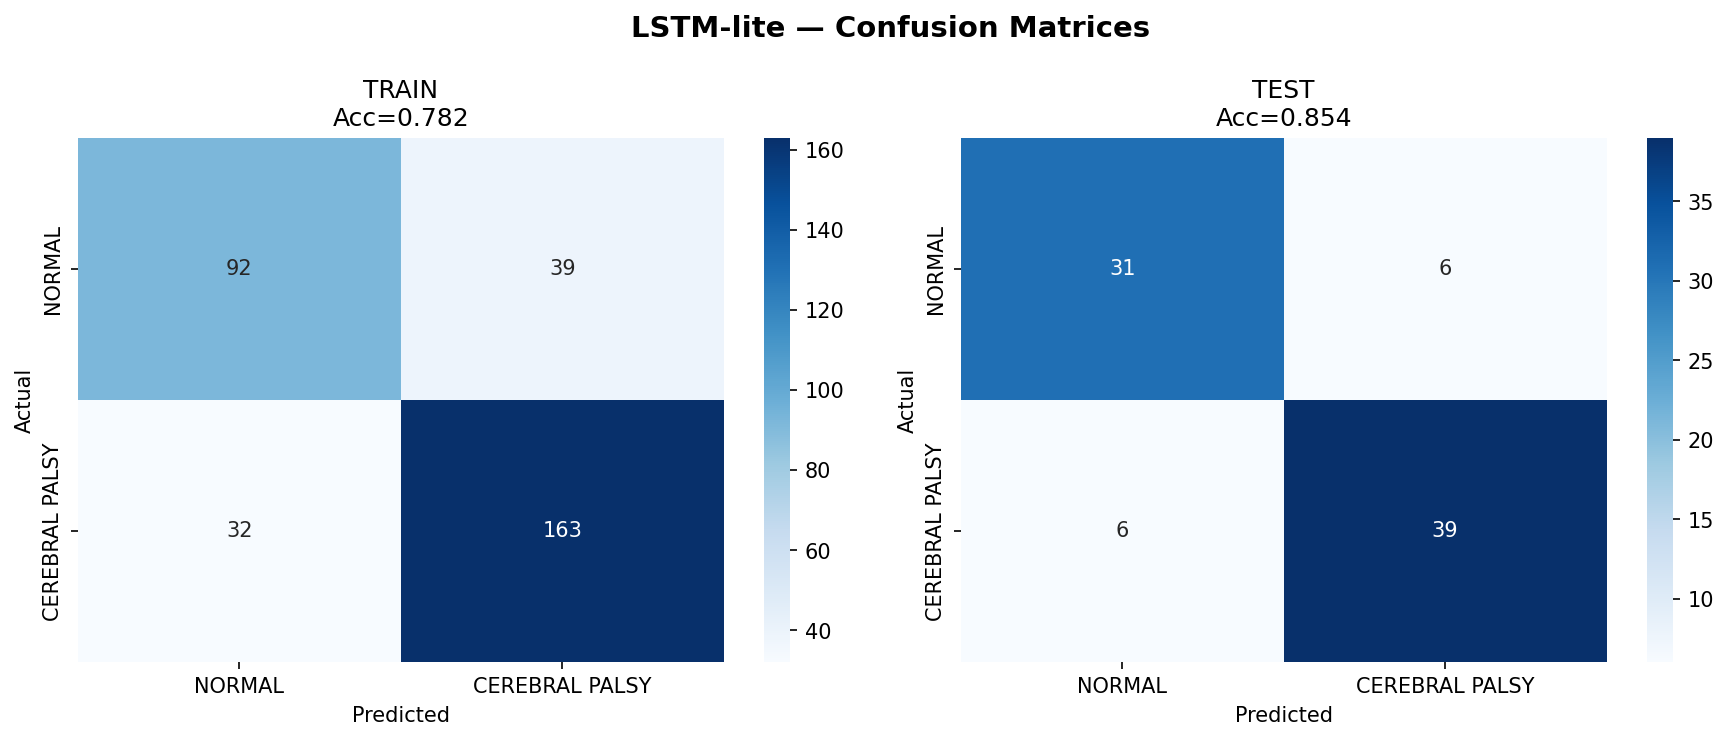 LSTM-lite — Confusion Matrices
TRAIN
Acc=0.782
NORMAL
CEREBRAL PALSY
Actual
92
39
32
163
NORMAL
CEREBRAL PALSY
Predicted
160
140
120
100
80
60
40
TEST
Acc=0.854
NORMAL
CEREBRAL PALSY
Actual
31
6
6
39
NORMAL
CEREBRAL PALSY
Predicted
35
30
25
20
15
10